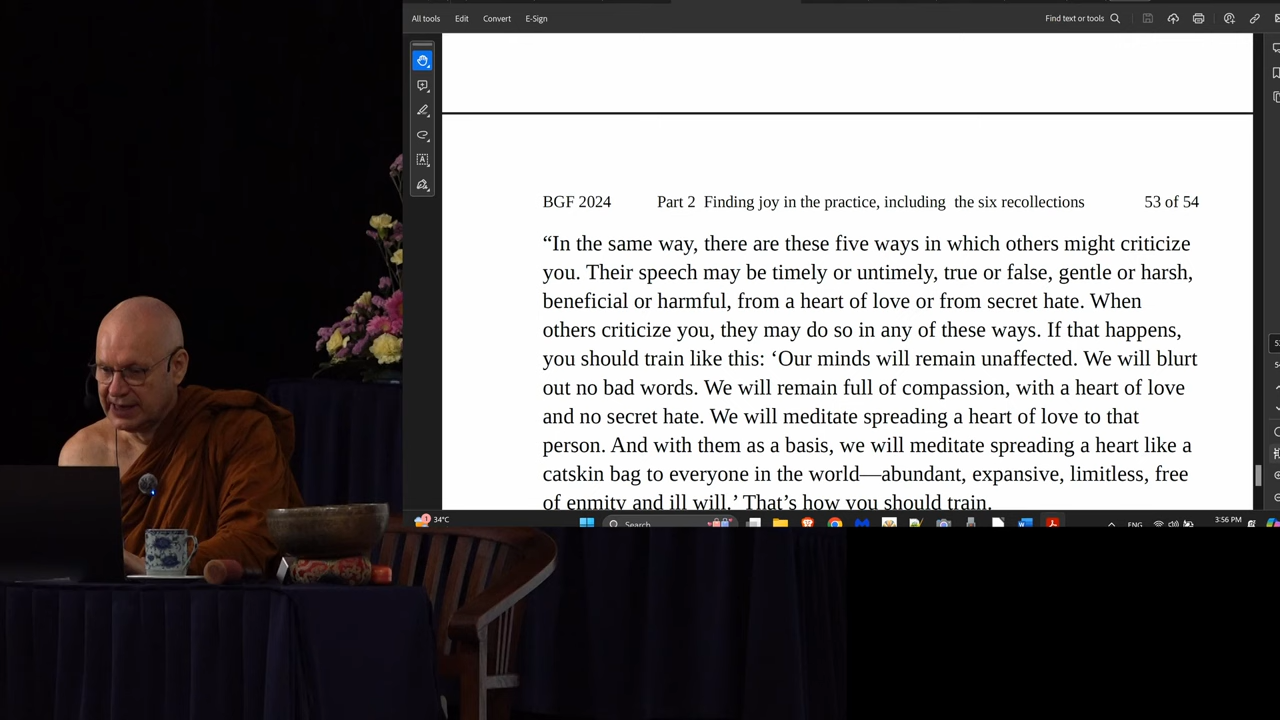 All tools Edit Convert E-Sign Find text or tools
BGF 2024 Part 2 Finding joy in the practice, including the six recollections 53 of 54
“In the same way, there are these five ways in which others might criticize
you. Their speech may be timely or untimely, true or false, gentle or harsh,
beneficial or harmful, from a heart of love or from secret hate. When
others criticize you, they may do so in any of these ways. If that happens,
you should train like this: ‘Our minds will remain unaffected. We will blurt
out no bad words. We will remain full of compassion, with a heart of love
and no secret hate. We will meditate spreading a heart of love to that
person. And with them as a basis, we will meditate spreading a heart like a
catskin bag to everyone in the world—abundant, expansive, limitless, free
of enmity and ill will.’ That’s how you should train.
34°C Search ENG 3:56 PM